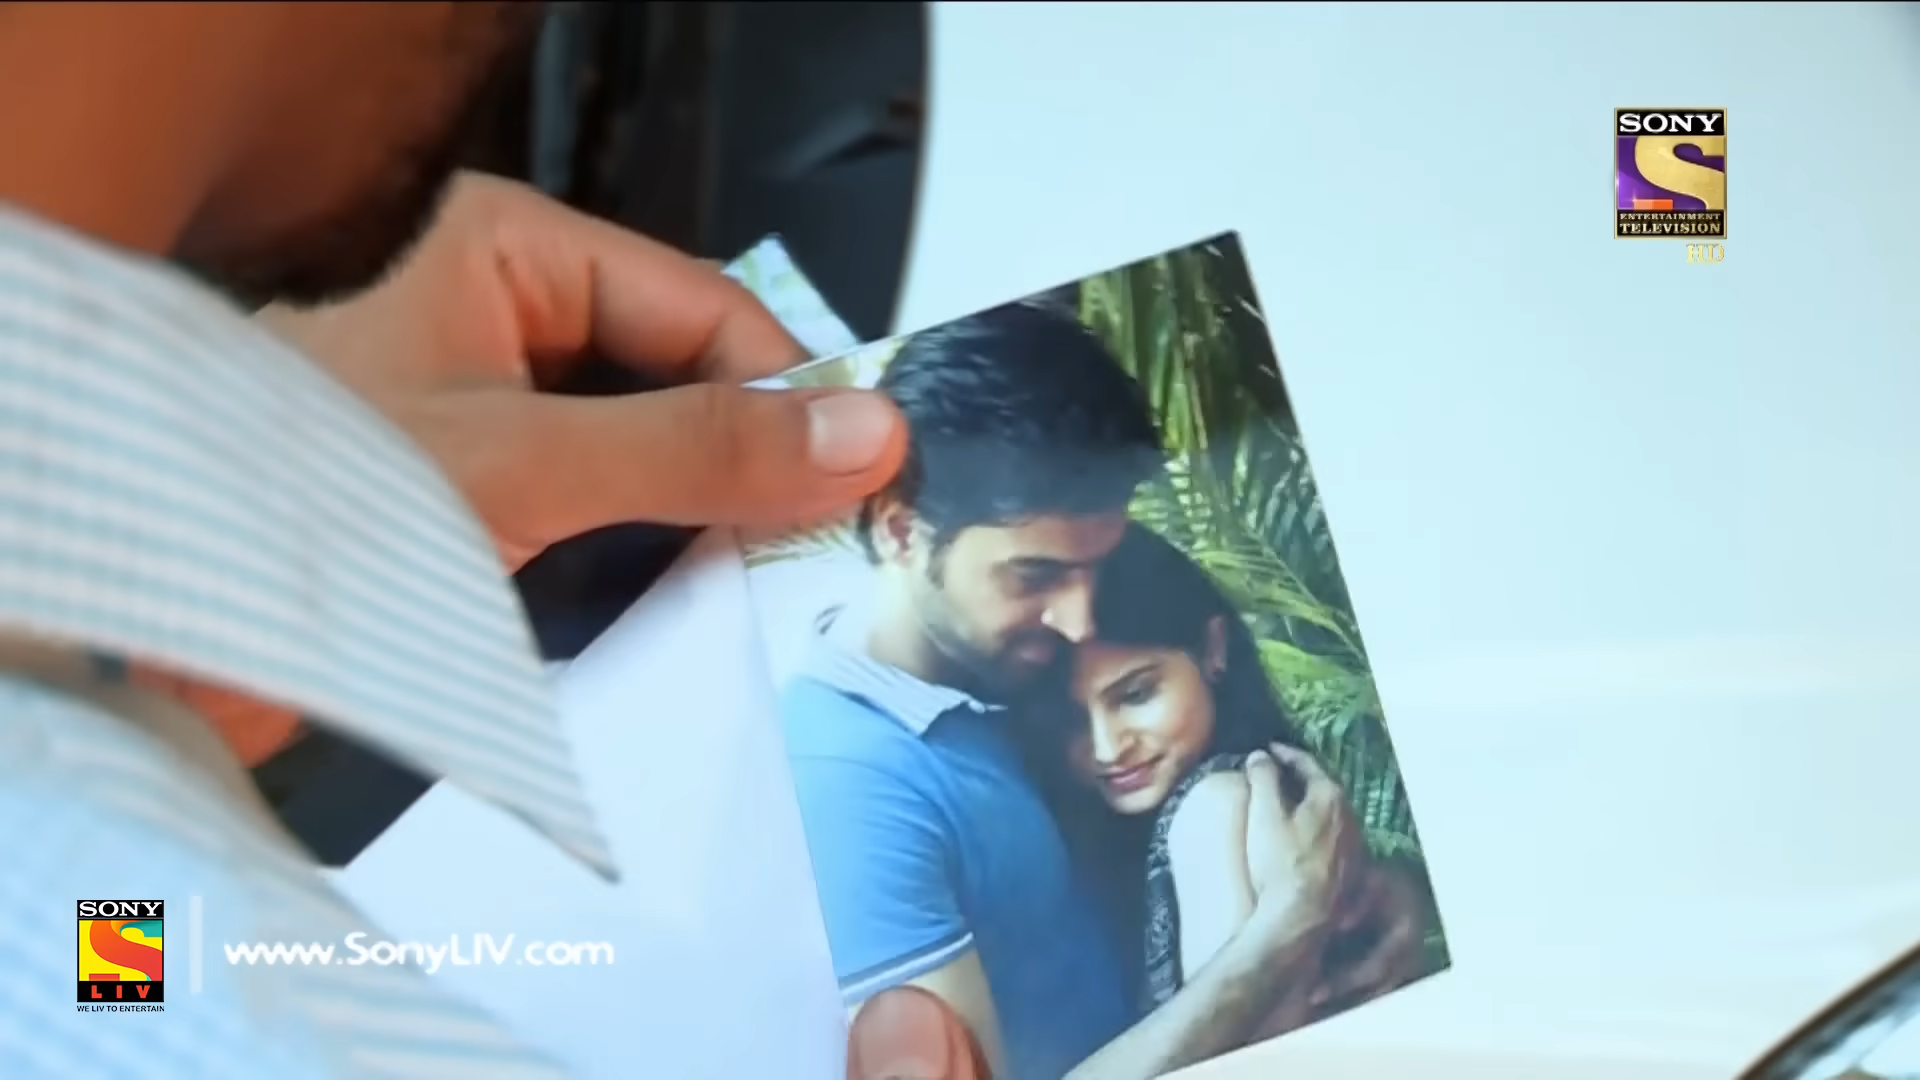 SONY
ENTERTAINMENT
TELEVISION
HD
SONY
LIV
WE LIV TO ENTERTAIN
www.SonyLIV.com